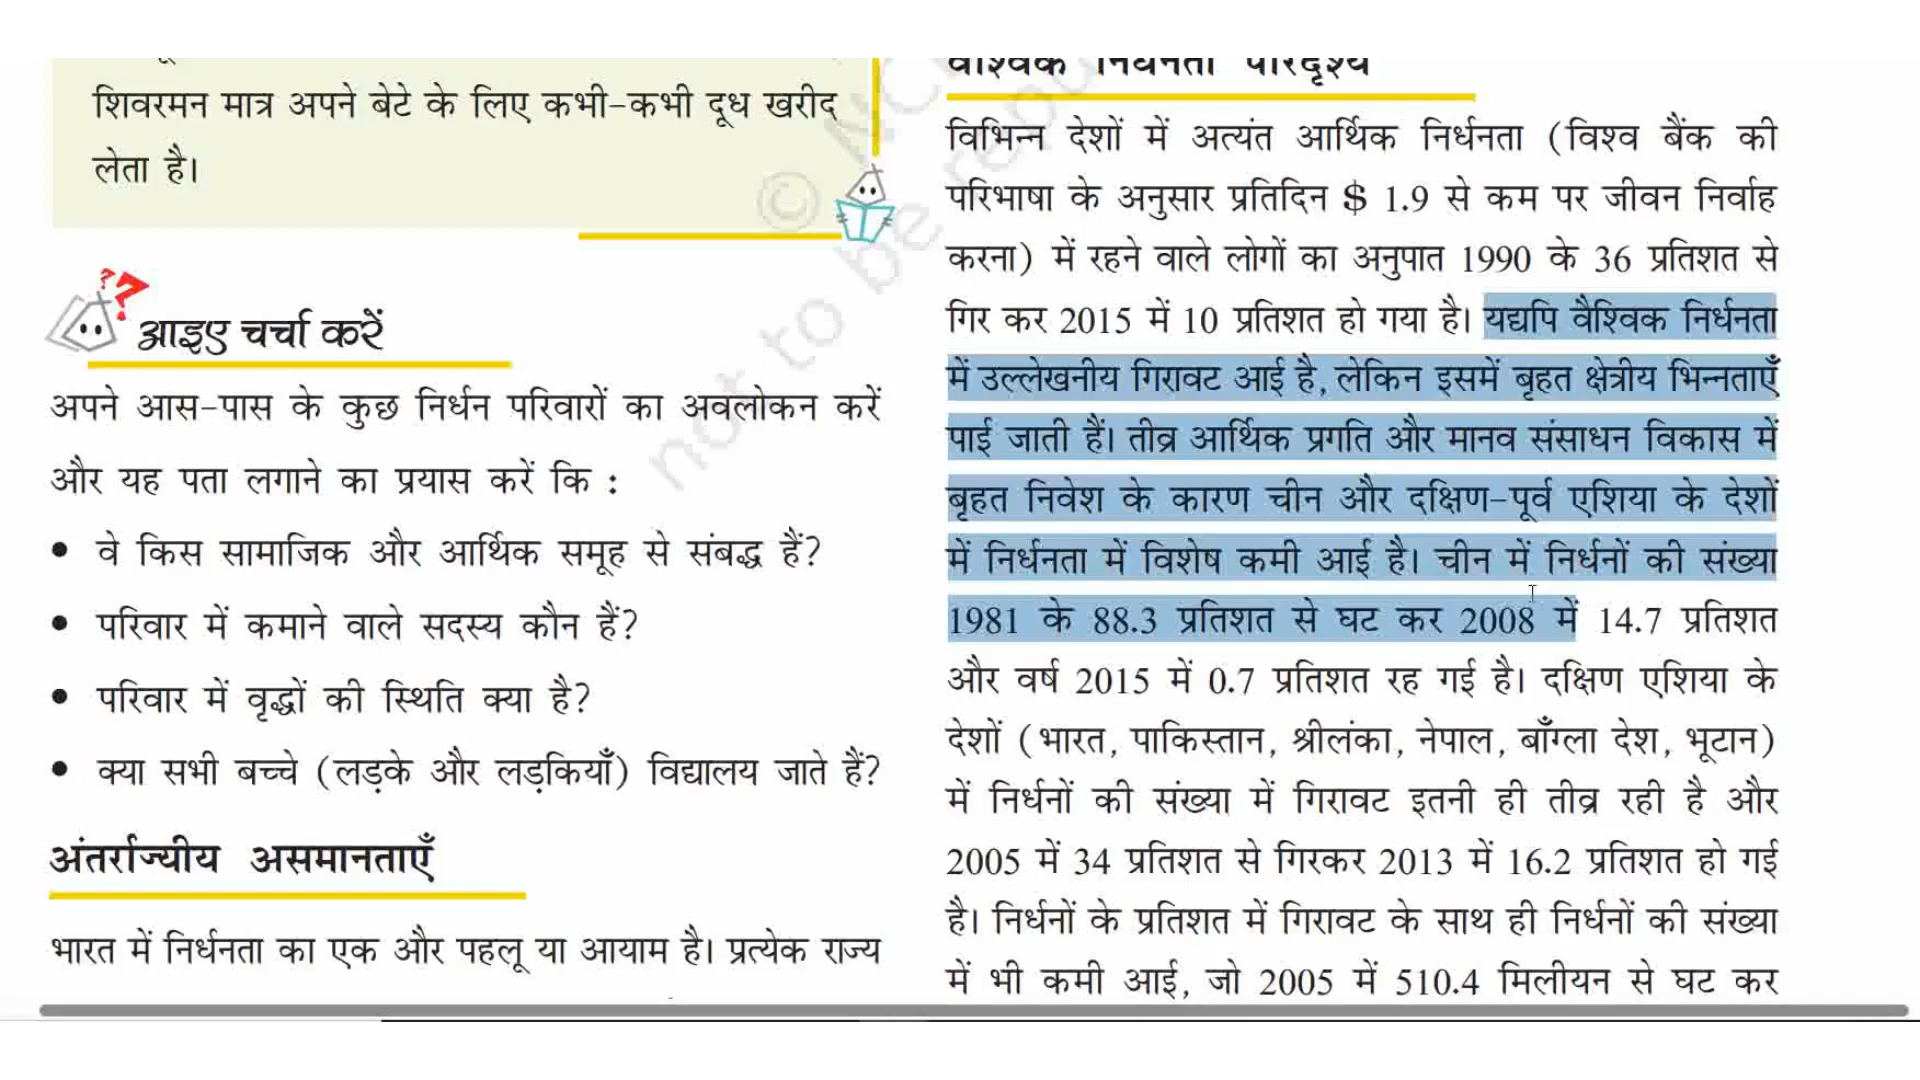 शिवरमन मात्र अपने बेटे के लिए कभी-कभी दूध खरीद
लेता है।
आइए चर्चा करें
अपने आस-पास के कुछ निर्धन परिवारों का अवलोकन करें
और यह पता लगाने का प्रयास करें कि :
• वे किस सामाजिक और आर्थिक समूह से संबद्ध हैं?
• परिवार में कमाने वाले सदस्य कौन हैं?
• परिवार में वृद्धों की स्थिति क्या है?
• क्या सभी बच्चे (लड़के और लड़कियाँ) विद्यालय जाते हैं?
अंतर्राज्यीय असमानताएँ
भारत में निर्धनता का एक और पहलू या आयाम है। प्रत्येक राज्य
वैश्विक निर्धनता परिदृश्य
विभिन्न देशों में अत्यंत आर्थिक निर्धनता (विश्व बैंक की
परिभाषा के अनुसार प्रतिदिन $ 1.9 से कम पर जीवन निर्वाह
करना) में रहने वाले लोगों का अनुपात 1990 के 36 प्रतिशत से
गिर कर 2015 में 10 प्रतिशत हो गया है। यद्यपि वैश्विक निर्धनता
में उल्लेखनीय गिरावट आई है, लेकिन इसमें बृहत क्षेत्रीय भिन्नताएँ
पाई जाती हैं। तीव्र आर्थिक प्रगति और मानव संसाधन विकास में
बृहत निवेश के कारण चीन और दक्षिण-पूर्व एशिया के देशों
में निर्धनता में विशेष कमी आई है। चीन में निर्धनों की संख्या
1981 के 88.3 प्रतिशत से घट कर 2008 में 14.7 प्रतिशत
और वर्ष 2015 में 0.7 प्रतिशत रह गई है। दक्षिण एशिया के
देशों (भारत, पाकिस्तान, श्रीलंका, नेपाल, बाँग्ला देश, भूटान)
में निर्धनों की संख्या में गिरावट इतनी ही तीव्र रही है और
2005 में 34 प्रतिशत से गिरकर 2013 में 16.2 प्रतिशत हो गई
है। निर्धनों के प्रतिशत में गिरावट के साथ ही निर्धनों की संख्या
में भी कमी आई, जो 2005 में 510.4 मिलीयन से घट कर
not to be